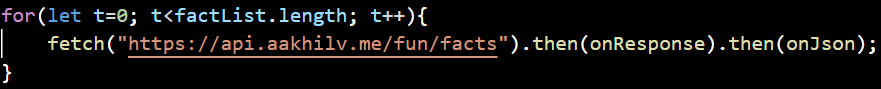 for(let t=0; t<factList.length; t++){
fetch("https://api.aakhilv.me/fun/facts").then(onResponse).then(onJson);
}